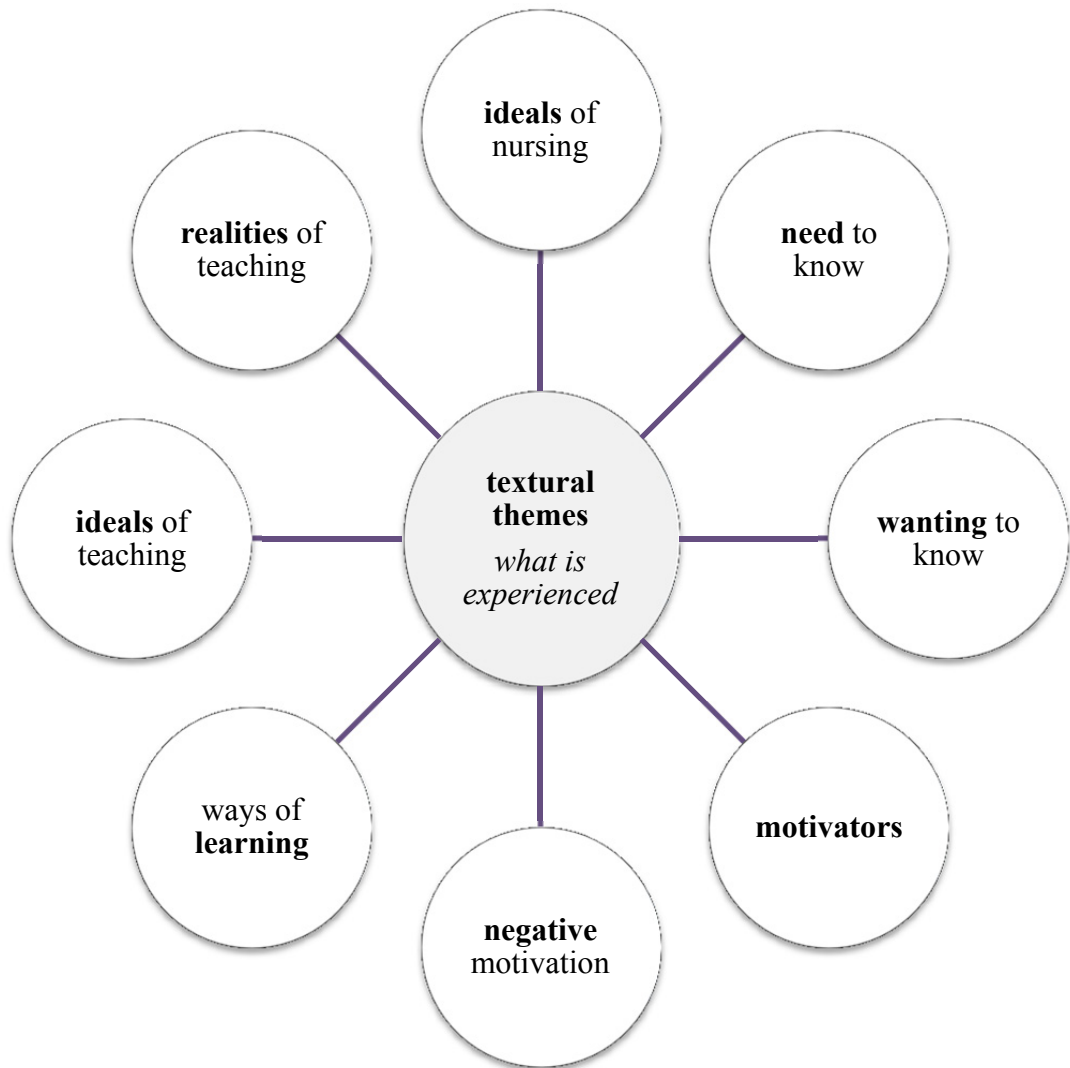 ideals of
nursing
need to
know
wanting to
know
motivators
negative
motivation
ways of
learning
ideals of
teaching
realities of
teaching
textural
themes
what is
experienced